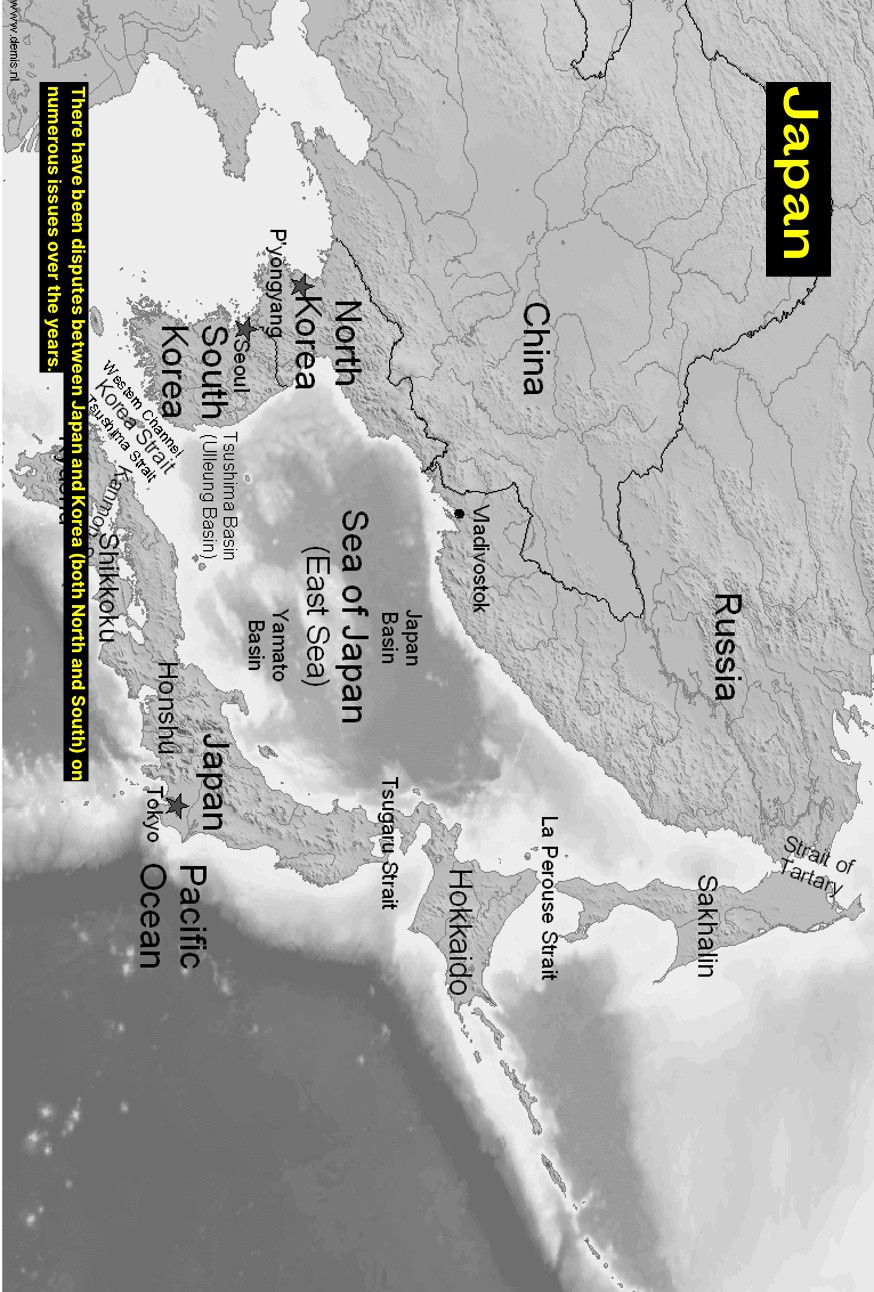 Japan
Russia
Strait of
Tartary
Sakhalin
China
Vladivostok
La Perouse Strait
Hokkaido
Japan
Basin
Tsugaru Strait
North
Korea
P'yongyang
Sea of Japan
(East Sea)
Yamato
Basin
Seoul
South
Korea
Tsushima Basin
(Ulleung Basin)
Japan
Honshu
Tokyo
Pacific
Ocean
Western Channel
Korea Strait
Tsushima Strait
Shikkoku
There have been disputes between Japan and Korea (both North and South) on
numerous issues over the years.
www.demis.nl